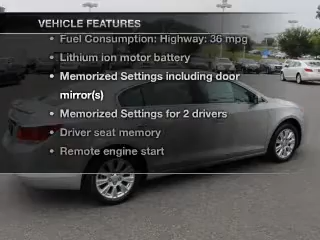 VEHICLE FEATURES
• Fuel Consumption: Highway: 36 mpg
• Lithium ion motor battery
• Memorized Settings including door
mirror(s)
• Memorized Settings for 2 drivers
• Driver seat memory
• Remote engine start